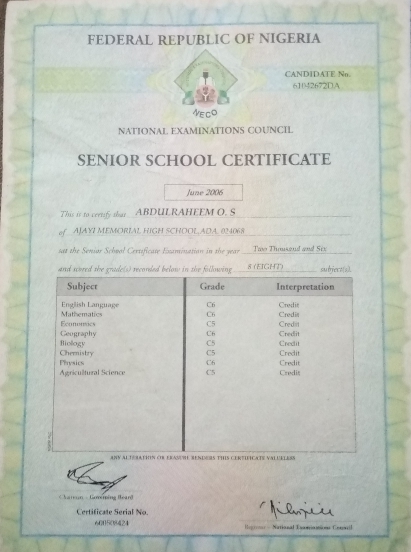 FEDERAL REPUBLIC OF NIGERIA
CANDIDATE No.
61042672DA
NECO
NATIONAL EXAMINATIONS COUNCIL
SENIOR SCHOOL CERTIFICATE
June 2006
This is to certify that ABDULRAHEEM O. S
of AJAYI MEMORIAL HIGH SCHOOL, ADA, 024068
sat the Senior School Certificate Examination in the year Two Thousand and Six
and scored the grade(s) recorded below in the following 8 (EIGHT) subject(s).
Subject Grade Interpretation
English Language C6 Credit
Mathematics C6 Credit
Economics C5 Credit
Geography C6 Credit
Biology C5 Credit
Chemistry C5 Credit
Physics C6 Credit
Agricultural Science C5 Credit
ANY ALTERATION OR ERASURE RENDERS THIS CERTIFICATE VALUELESS
Chairman - Governing Board
Certificate Serial No.
Registrar - National Examinations Council